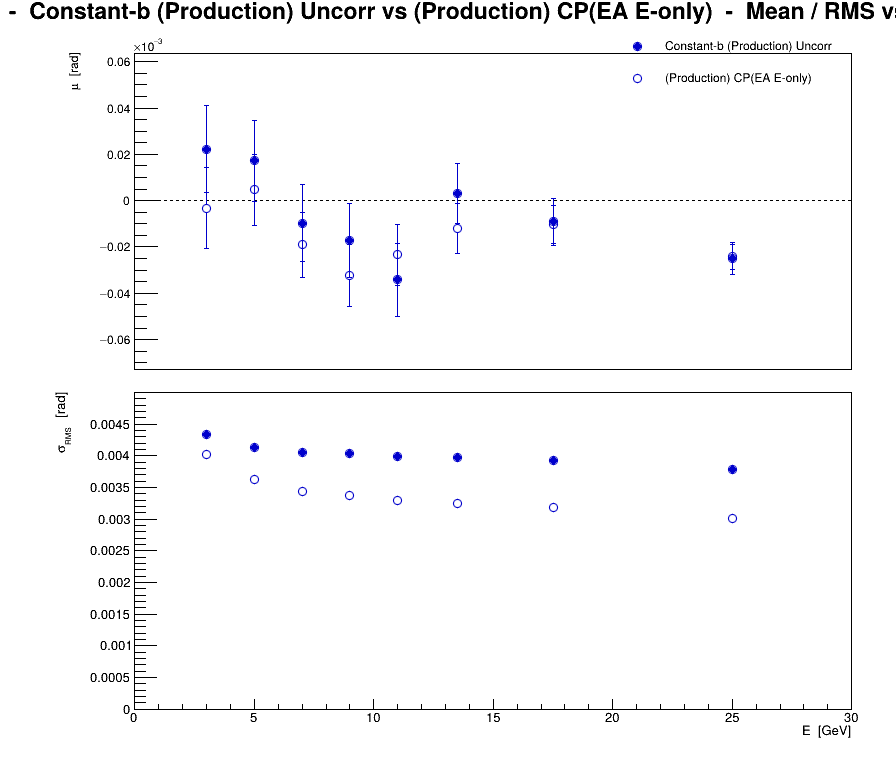 - Constant-b (Production) Uncorr vs (Production) CP(EA E-only) - Mean / RMS vs
×10⁻³
μ [rad]
Constant-b (Production) Uncorr
(Production) CP(EA E-only)
0.06
0.04
0.02
0
−0.02
−0.04
−0.06
σRMS [rad]
0.0045
0.004
0.0035
0.003
0.0025
0.002
0.0015
0.001
0.0005
0
0 5 10 15 20 25 30
E [GeV]